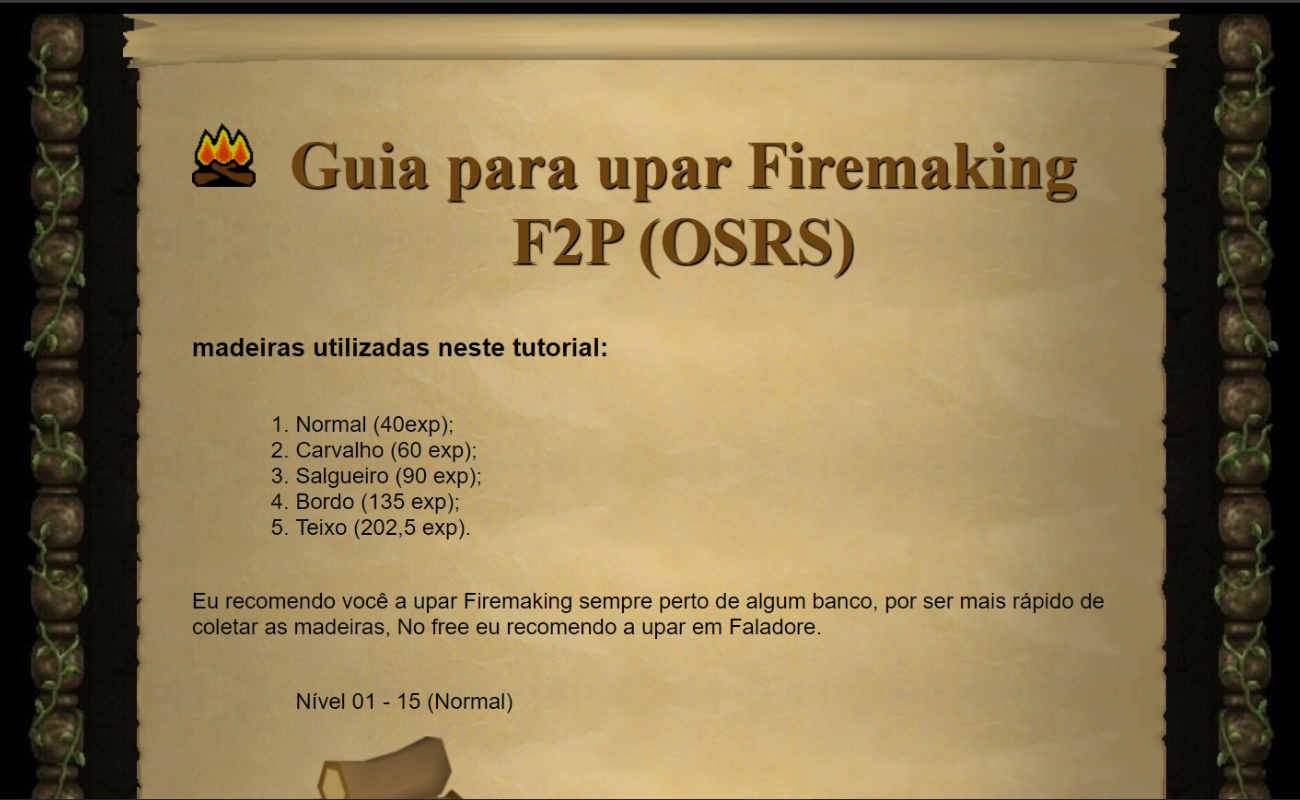 Guia para upar Firemaking
F2P (OSRS)
madeiras utilizadas neste tutorial:
1. Normal (40exp);
2. Carvalho (60 exp);
3. Salgueiro (90 exp);
4. Bordo (135 exp);
5. Teixo (202,5 exp).
Eu recomendo você a upar Firemaking sempre perto de algum banco, por ser mais rápido de
coletar as madeiras, No free eu recomendo a upar em Faladore.
Nível 01 - 15 (Normal)